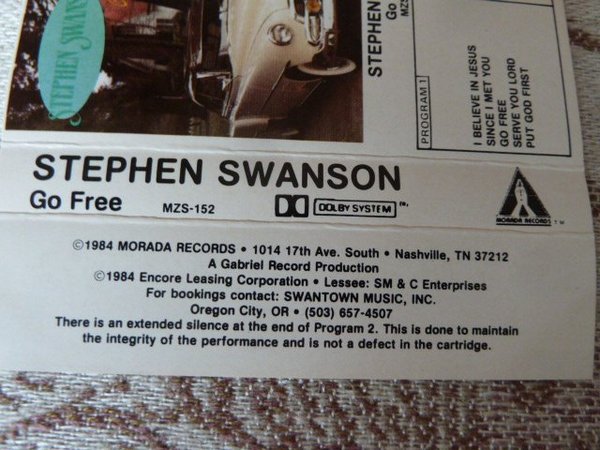 STEPHEN SWANS
STEPHEN
Go
MZS
PROGRAM 1
I BELIEVE IN JESUS
SINCE I MET YOU
GO FREE
SERVE YOU LORD
PUT GOD FIRST
STEPHEN SWANSON
Go Free MZS-152 DOLBY SYSTEM TM.
MORADA RECORDS TM
©1984 MORADA RECORDS • 1014 17th Ave. South • Nashville, TN 37212
A Gabriel Record Production
©1984 Encore Leasing Corporation • Lessee: SM & C Enterprises
For bookings contact: SWANTOWN MUSIC, INC.
Oregon City, OR • (503) 657-4507
There is an extended silence at the end of Program 2. This is done to maintain
the integrity of the performance and is not a defect in the cartridge.